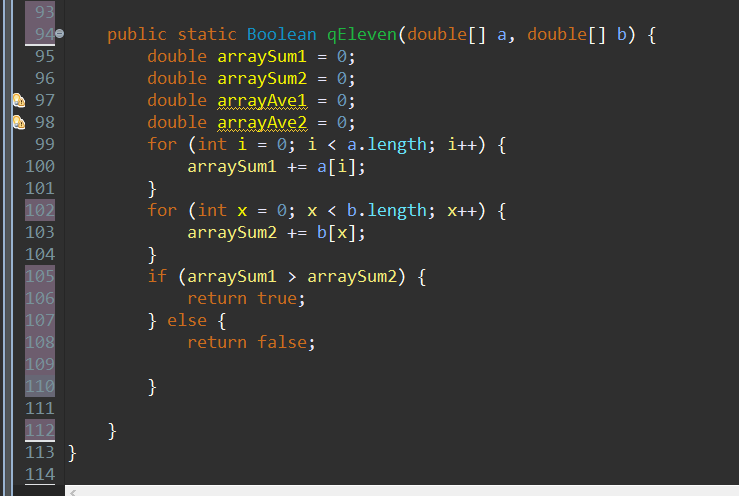 93
94 public static Boolean qEleven(double[] a, double[] b) {
95 double arraySum1 = 0;
96 double arraySum2 = 0;
97 double arrayAve1 = 0;
98 double arrayAve2 = 0;
99 for (int i = 0; i < a.length; i++) {
100 arraySum1 += a[i];
101 }
102 for (int x = 0; x < b.length; x++) {
103 arraySum2 += b[x];
104 }
105 if (arraySum1 > arraySum2) {
106 return true;
107 } else {
108 return false;
109
110 }
111
112 }
113 }
114